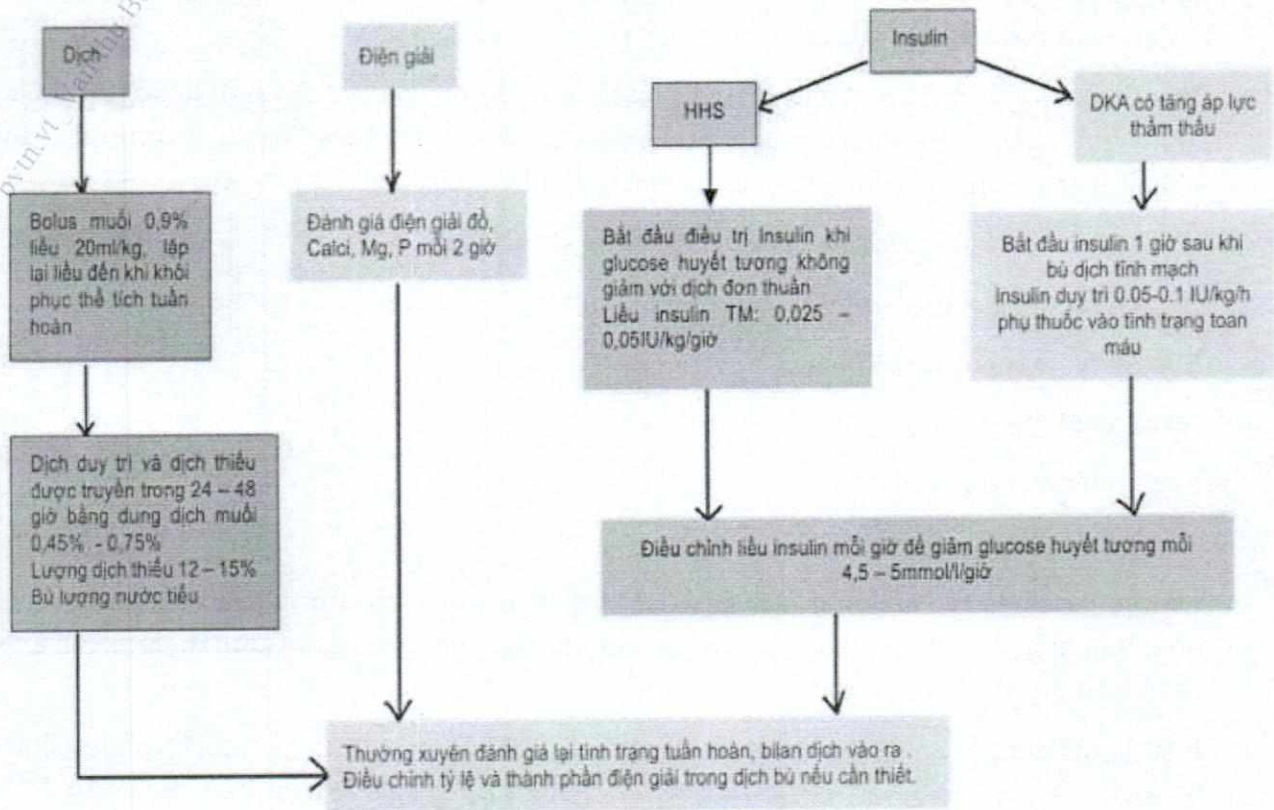 Dịch
Điện giải
Insulin
HHS
DKA có tăng áp lực
thẩm thấu
Bolus muối 0,9%
liều 20ml/kg, lặp
lại liều đến khi khôi
phục thể tích tuần
hoàn
Đánh giá điện giải đồ,
Calci, Mg, P mỗi 2 giờ
Bắt đầu điều trị Insulin khi
glucose huyết tương không
giảm với dịch đơn thuần
Liều insulin TM: 0,025 –
0,05IU/kg/giờ
Bắt đầu insulin 1 giờ sau khi
bù dịch tĩnh mạch
Insulin duy trì 0.05-0.1 IU/kg/h
phụ thuộc vào tình trạng toan
máu
Dịch duy trì và dịch thiếu
được truyền trong 24 – 48
giờ bằng dung dịch muối
0,45% - 0,75%
Lượng dịch thiếu 12 – 15%
Bù lượng nước tiểu
Điều chỉnh liều insulin mỗi giờ để giảm glucose huyết tương mỗi
4,5 – 5mmol/l/giờ
Thường xuyên đánh giá lại tình trạng tuần hoàn, bilan dịch vào ra .
Điều chỉnh tỷ lệ và thành phần điện giải trong dịch bù nếu cần thiết.